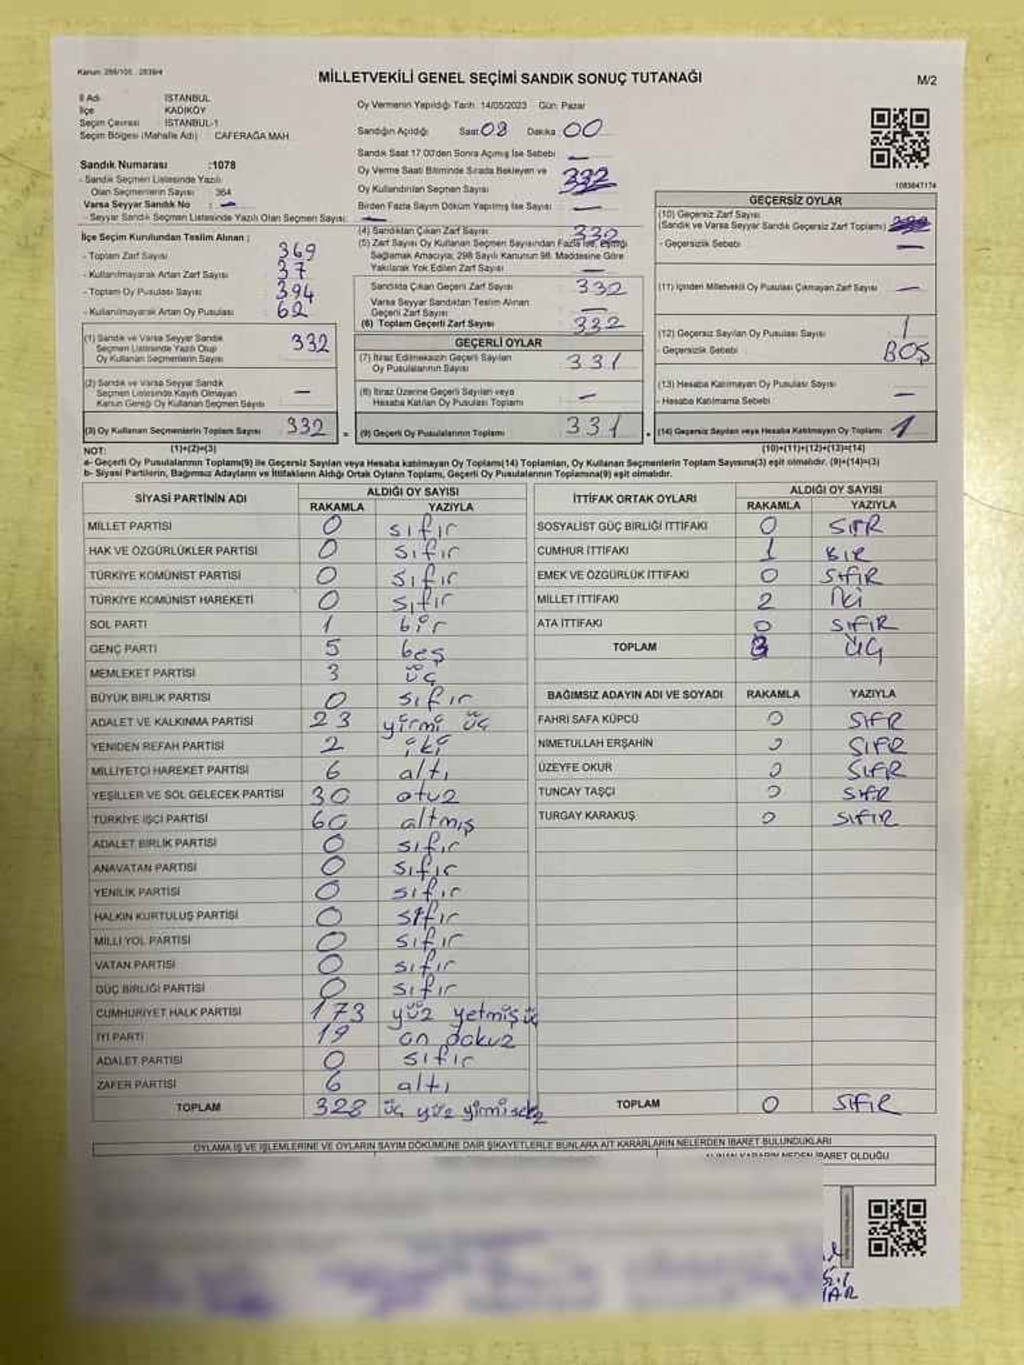 Kanun: 298/105 - 2839/4
MİLLETVEKİLİ GENEL SEÇİMİ SANDIK SONUÇ TUTANAĞI
M/2
İl Adı İSTANBUL
İlçe KADIKÖY
Seçim Çevresi İSTANBUL-1
Seçim Bölgesi (Mahalle Adı) CAFERAĞA MAH.
Sandık Numarası :1078
- Sandık Seçmen Listesinde Yazılı
Olan Seçmenlerin Sayısı 364
Varsa Seyyar Sandık No : -
- Seyyar Sandık Seçmen Listesinde Yazılı Olan Seçmen Sayısı: -
Oy Vermenin Yapıldığı Tarih: 14/05/2023 Gün: Pazar
Sandığın Açıldığı Saat 08 Dakika 00
Sandık Saat 17:00'den Sonra Açılmış İse Sebebi -
Oy Verme Saati Bitiminde Sırada Bekleyen ve
Oy Kullandırılan Seçmen Sayısı 332
Birden Fazla Sayım Döküm Yapılmış İse Sayısı -
1083647174
İlçe Seçim Kurulundan Teslim Alınan :
- Toplam Zarf Sayısı 369
- Kullanılmayarak Artan Zarf Sayısı 37
- Toplam Oy Pusulası Sayısı 394
- Kullanılmayarak Artan Oy Pusulası 62
(1) Sandık ve Varsa Seyyar Sandık
Seçmen Listesinde Yazılı Olup
Oy Kullanan Seçmenlerin Sayısı 332
(2) Sandık ve Varsa Seyyar Sandık
Seçmen Listesinde Kayıtlı Olmayan
Kanun Gereği Oy Kullanan Seçmen Sayısı -
(3) Oy Kullanan Seçmenlerin Toplam Sayısı 332
(4) Sandıktan Çıkan Zarf Sayısı 332
(5) Zarf Sayısı Oy Kullanan Seçmen Sayısından Fazla İse, Eşitliği
Sağlamak Amacıyla, 298 Sayılı Kanunun 98. Maddesine Göre
Yakılarak Yok Edilen Zarf Sayısı -
Sandıkta Çıkan Geçerli Zarf Sayısı 332
Varsa Seyyar Sandıktan Teslim Alınan
Geçerli Zarf Sayısı -
(6) Toplam Geçerli Zarf Sayısı 332
GEÇERLİ OYLAR
(7) İtiraz Edilmeksizin Geçerli Sayılan
Oy Pusulalarının Sayısı 331
(8) İtiraz Üzerine Geçerli Sayılan veya
Hesaba Katılan Oy Pusulası Toplamı -
= (9) Geçerli Oy Pusulalarının Toplamı 331
GEÇERSİZ OYLAR
(10) Geçersiz Zarf Sayısı
(Sandık ve Varsa Seyyar Sandık Geçersiz Zarf Toplamı)
- Geçersizlik Sebebi -
(11) İçinden Milletvekili Oy Pusulası Çıkmayan Zarf Sayısı -
(12) Geçersiz Sayılan Oy Pusulası Sayısı 1
- Geçersizlik Sebebi BOŞ
(13) Hesaba Katılmayan Oy Pusulası Sayısı
- Hesaba Katılmama Sebebi -
+ (14) Geçersiz Sayılan veya Hesaba Katılmayan Oy Toplamı 1
NOT: (1)+(2)=(3) (10)+(11)+(12)+(13)=(14)
a- Geçerli Oy Pusulalarının Toplamı(9) ile Geçersiz Sayılan veya Hesaba katılmayan Oy Toplamı(14) Toplamları, Oy Kullanan Seçmenlerin Toplam Sayısına(3) eşit olmalıdır. (9)+(14)=(3)
b- Siyasi Partilerin, Bağımsız Adayların ve İttifakların Aldığı Ortak Oyların Toplamı, Geçerli Oy Pusulalarının Toplamına(9) eşit olmalıdır.
SİYASİ PARTİNİN ADI ALDIĞI OY SAYISI
RAKAMLA YAZIYLA
MİLLET PARTİSİ 0 sıfır
HAK VE ÖZGÜRLÜKLER PARTİSİ 0 sıfır
TÜRKİYE KOMÜNİST PARTİSİ 0 sıfır
TÜRKİYE KOMÜNİST HAREKETİ 0 sıfır
SOL PARTİ 1 bir
GENÇ PARTİ 5 beş
MEMLEKET PARTİSİ 3 üç
BÜYÜK BİRLİK PARTİSİ 0 sıfır
ADALET VE KALKINMA PARTİSİ 23 yirmi üç
YENİDEN REFAH PARTİSİ 2 iki
MİLLİYETÇİ HAREKET PARTİSİ 6 altı
YEŞİLLER VE SOL GELECEK PARTİSİ 30 otuz
TÜRKİYE İŞÇİ PARTİSİ 60 altmış
ADALET BİRLİK PARTİSİ 0 sıfır
ANAVATAN PARTİSİ 0 sıfır
YENİLİK PARTİSİ 0 sıfır
HALKIN KURTULUŞ PARTİSİ 0 sıfır
MİLLİ YOL PARTİSİ 0 sıfır
VATAN PARTİSİ 0 sıfır
GÜÇ BİRLİĞİ PARTİSİ 0 sıfır
CUMHURİYET HALK PARTİSİ 173 yüz yetmiş üç
İYİ PARTİ 19 on dokuz
ADALET PARTİSİ 0 sıfır
ZAFER PARTİSİ 6 altı
TOPLAM 328 üç yüz yirmi sekiz
İTTİFAK ORTAK OYLARI ALDIĞI OY SAYISI
RAKAMLA YAZIYLA
SOSYALİST GÜÇ BİRLİĞİ İTTİFAKI 0 SIFIR
CUMHUR İTTİFAKI 1 BİR
EMEK VE ÖZGÜRLÜK İTTİFAKI 0 SIFIR
MİLLET İTTİFAKI 2 İki
ATA İTTİFAKI 0 SIFIR
TOPLAM 3 ÜÇ
BAĞIMSIZ ADAYIN ADI VE SOYADI RAKAMLA YAZIYLA
FAHRİ SAFA KÜPCÜ 0 SIFIR
NİMETULLAH ERŞAHİN 0 SIFIR
ÜZEYFE OKUR 0 SIFIR
TUNCAY TAŞÇI 0 SIFIR
TURGAY KARAKUŞ 0 SIFIR
TOPLAM 0 SIFIR
OYLAMA İŞ VE İŞLEMLERİNE VE OYLARIN SAYIM DÖKÜMÜNE DAİR ŞİKAYETLERLE BUNLARA AİT KARARLARIN NELERDEN İBARET BULUNDUKLARI
ALINAN KARARIN NEDEN İBARET OLDUĞU